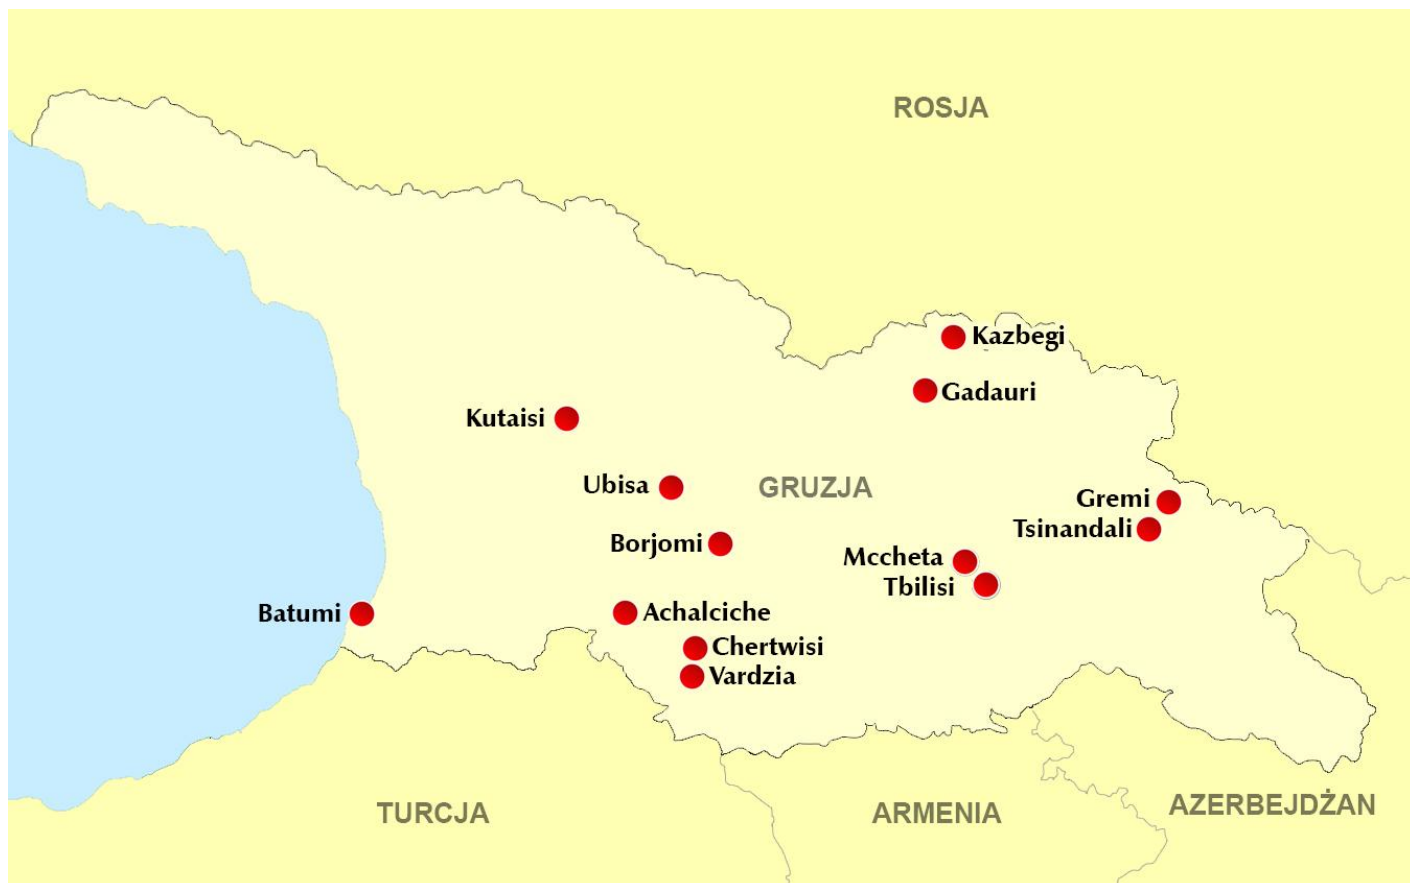 ROSJA
Kazbegi
Gadauri
Kutaisi
Ubisa
GRUZJA
Gremi
Tsinandali
Borjomi
Mccheta
Tbilisi
Batumi
Achalciche
Chertwisi
Vardzia
TURCJA
ARMENIA
AZERBEJDŻAN